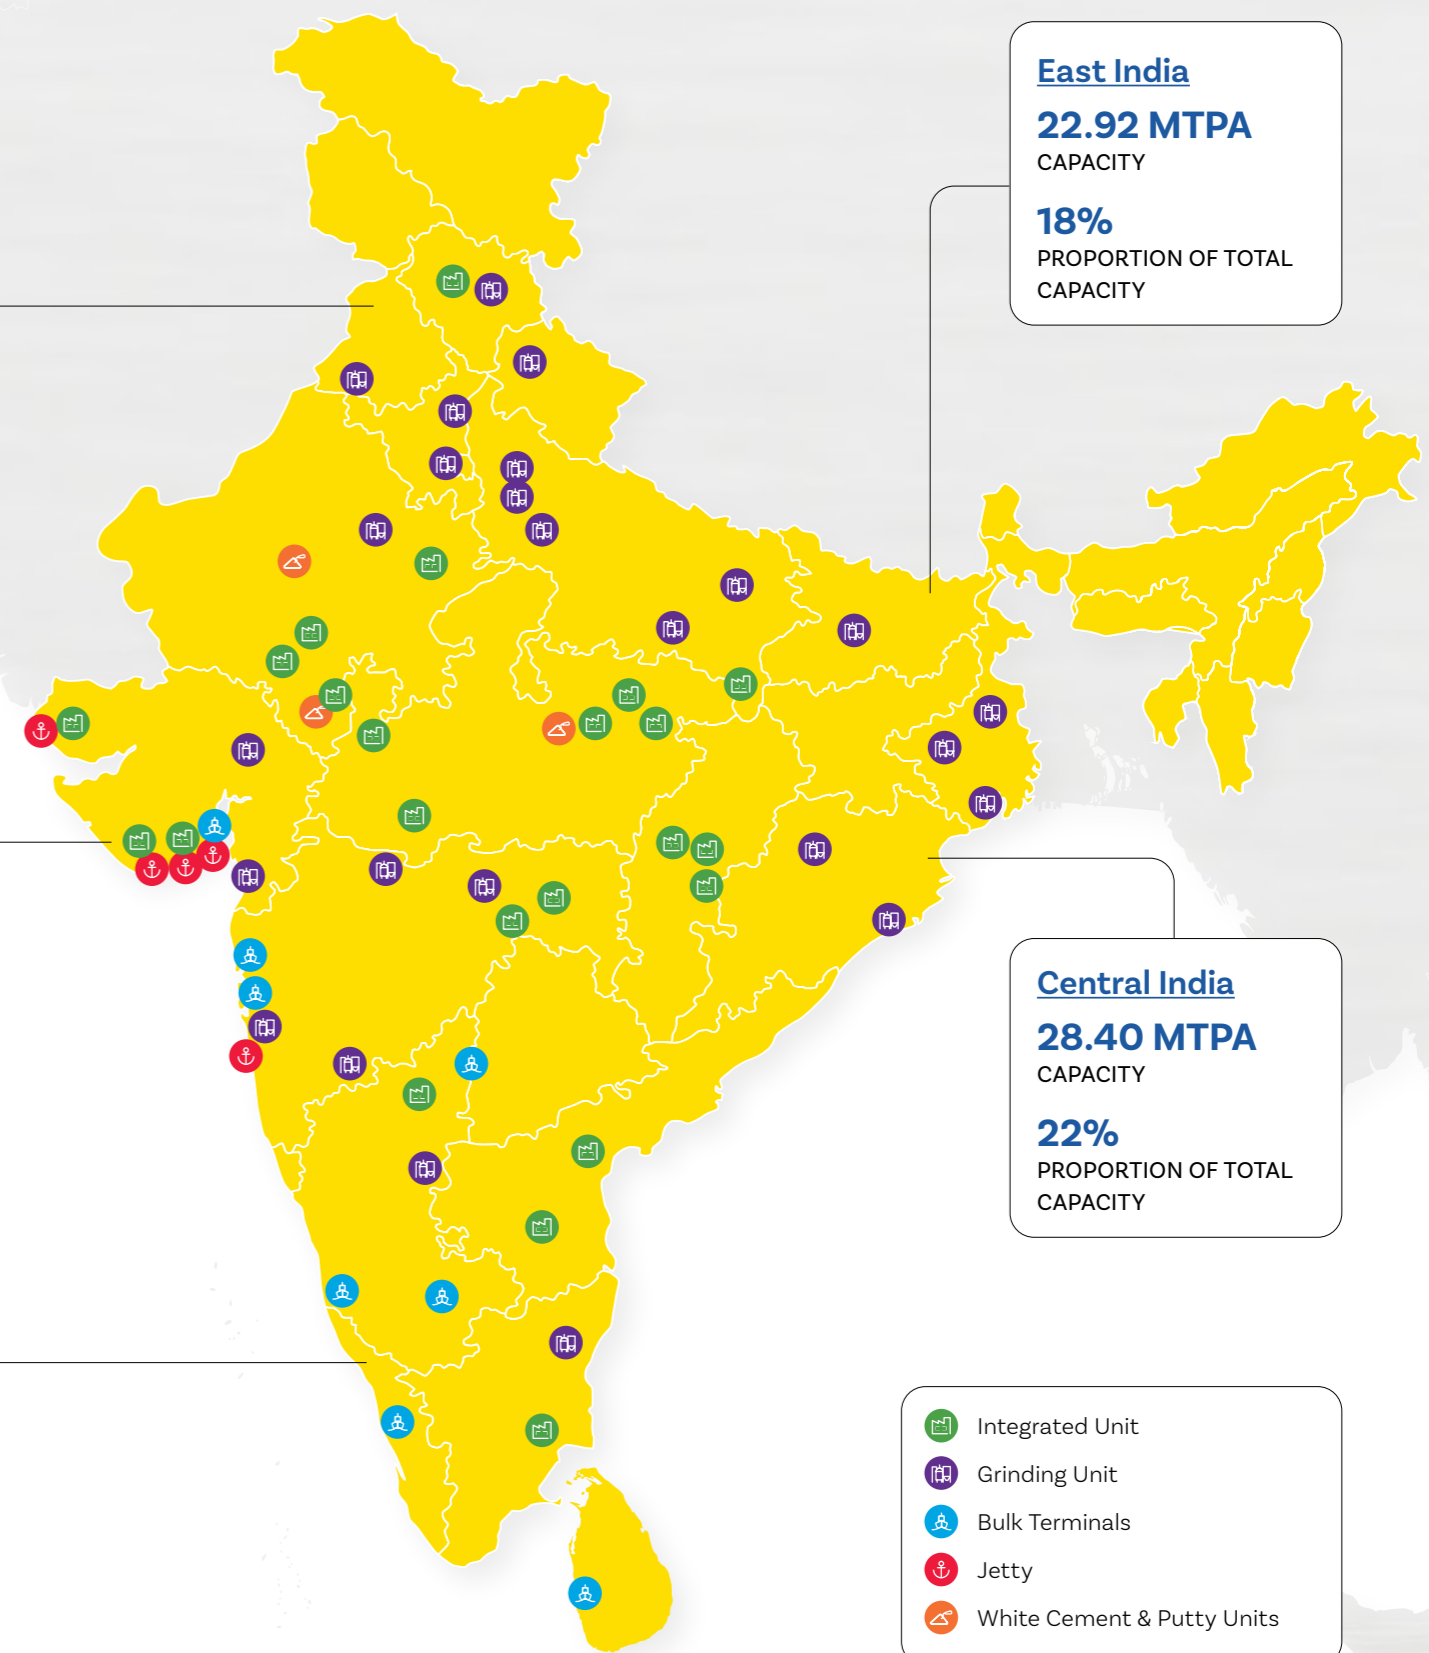 East India
22.92 MTPA
CAPACITY
18%
PROPORTION OF TOTAL
CAPACITY
Central India
28.40 MTPA
CAPACITY
22%
PROPORTION OF TOTAL
CAPACITY
Integrated Unit
Grinding Unit
Bulk Terminals
Jetty
White Cement & Putty Units